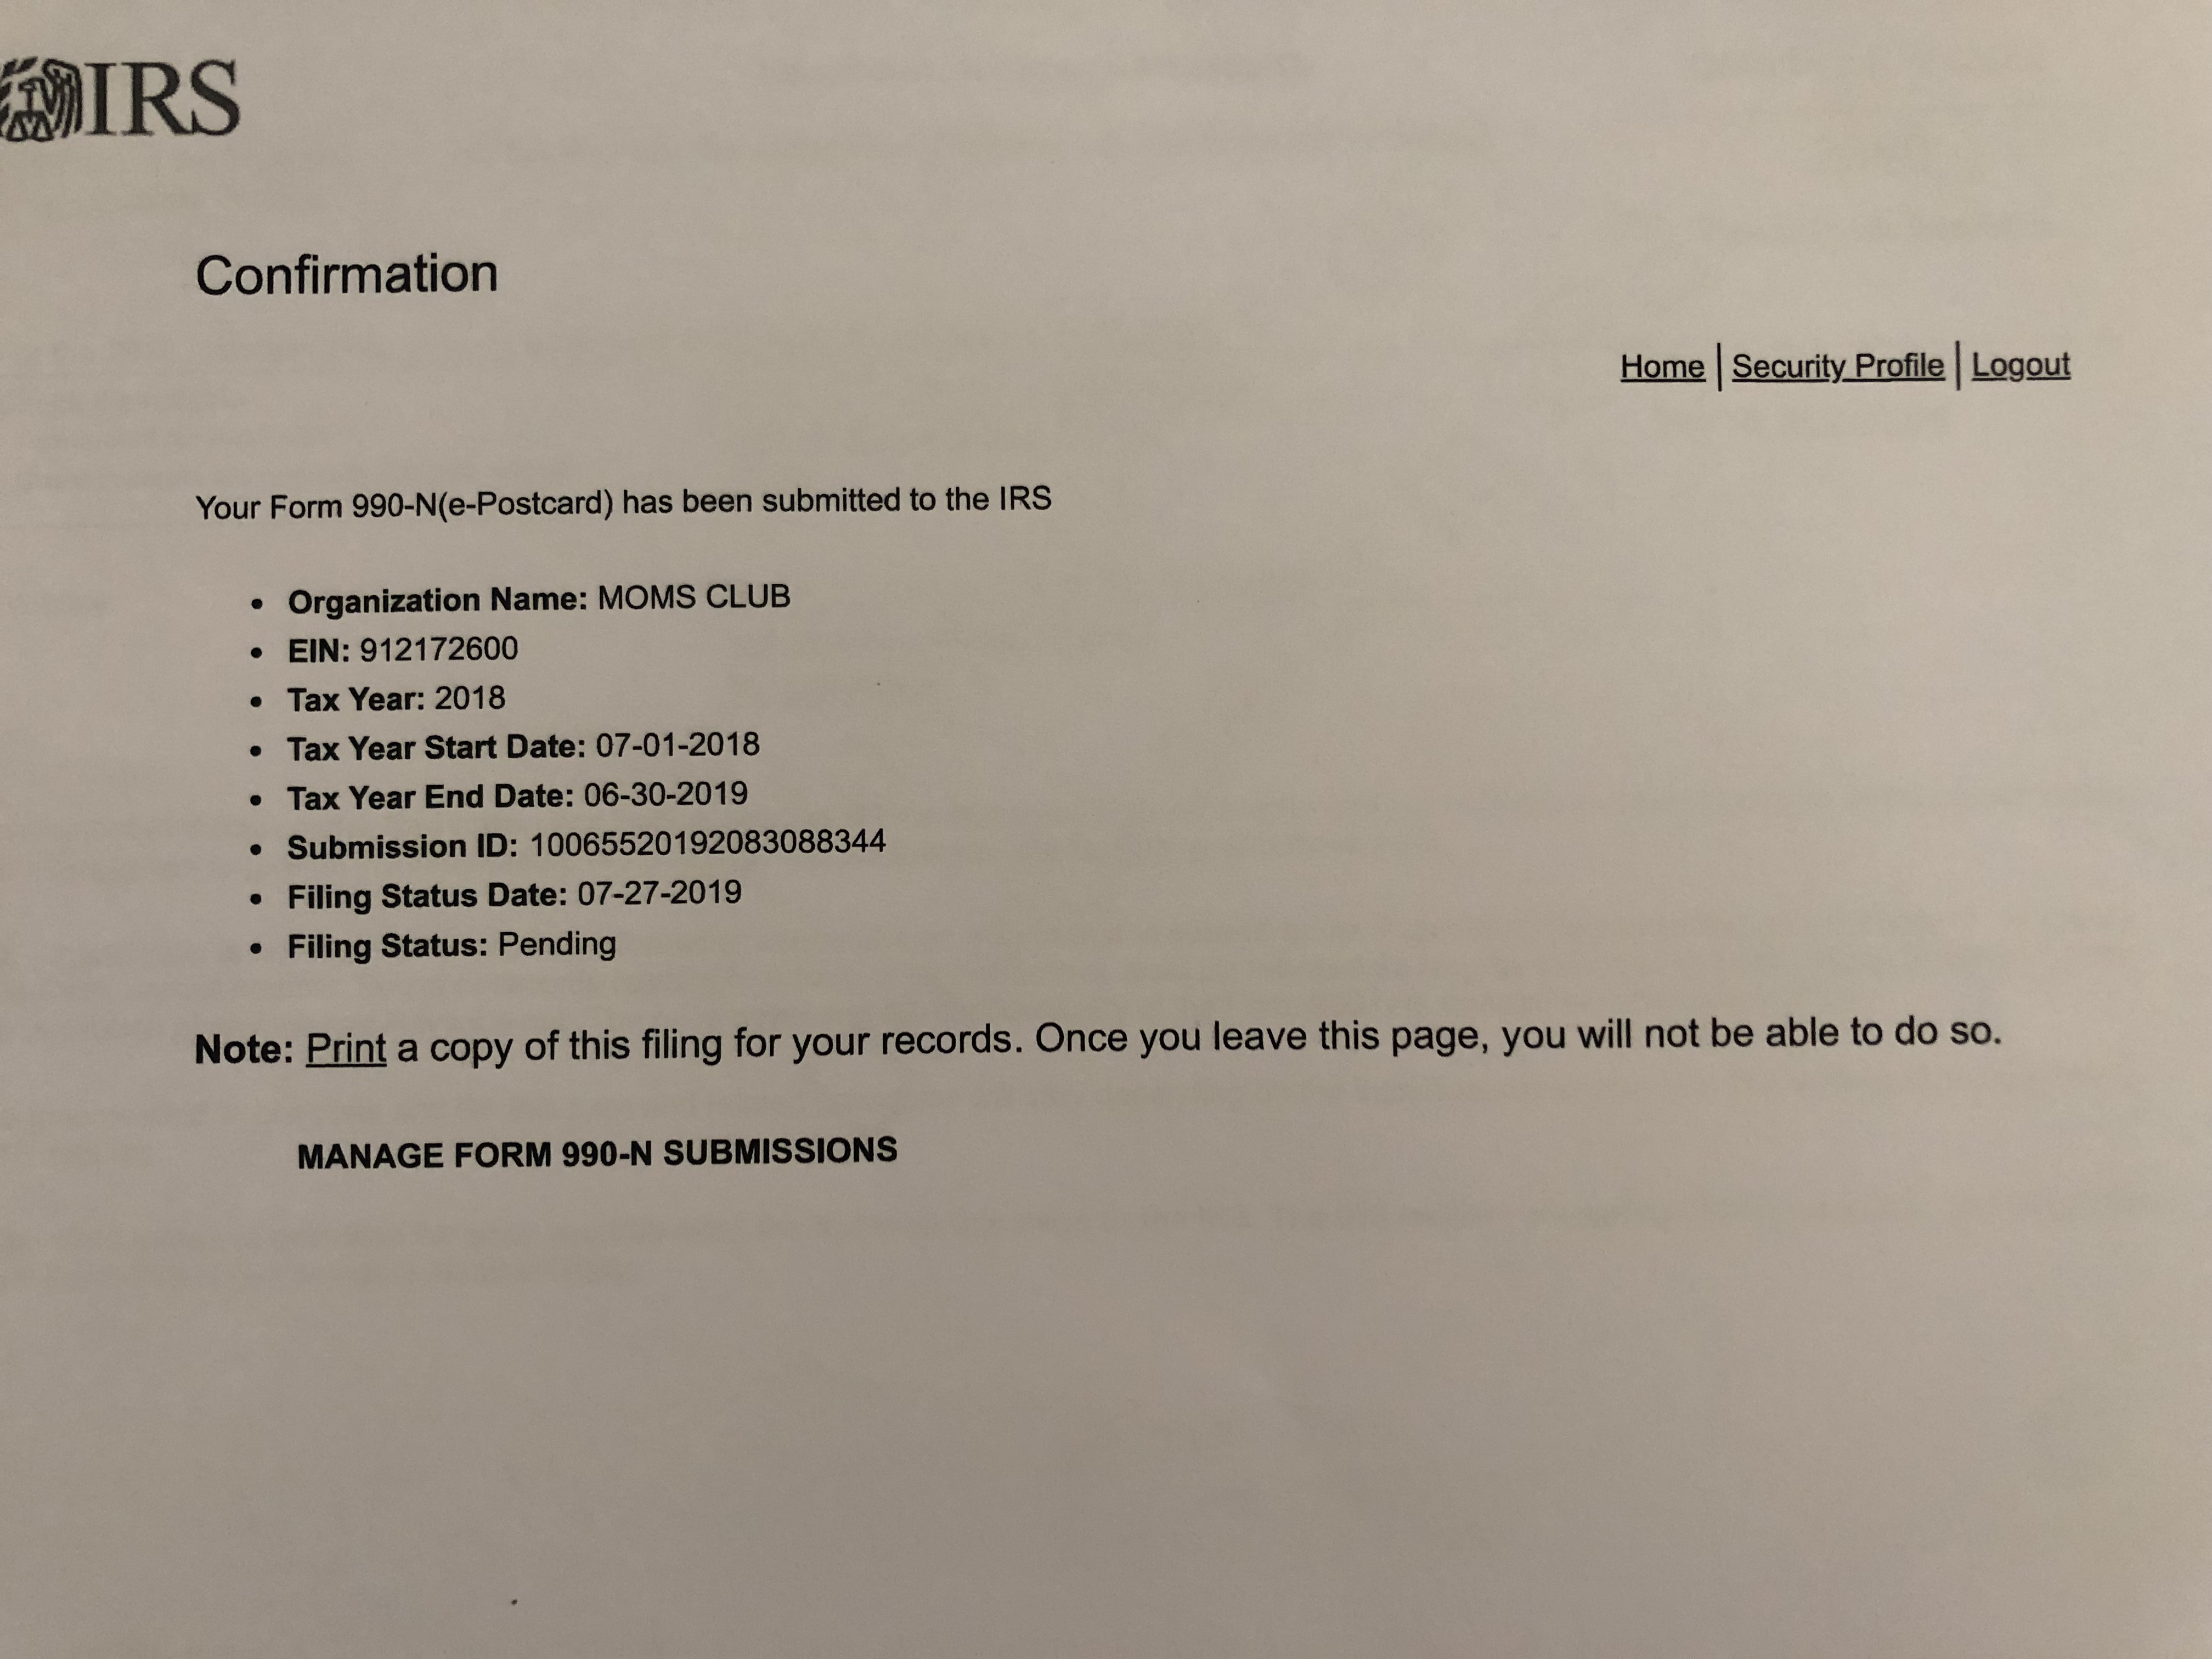 IRS
Home | Security Profile | Logout
Confirmation
Your Form 990-N(e-Postcard) has been submitted to the IRS
• Organization Name: MOMS CLUB
• EIN: 912172600
• Tax Year: 2018
• Tax Year Start Date: 07-01-2018
• Tax Year End Date: 06-30-2019
• Submission ID: 10065520192083088344
• Filing Status Date: 07-27-2019
• Filing Status: Pending
Note: Print a copy of this filing for your records. Once you leave this page, you will not be able to do so.
MANAGE FORM 990-N SUBMISSIONS